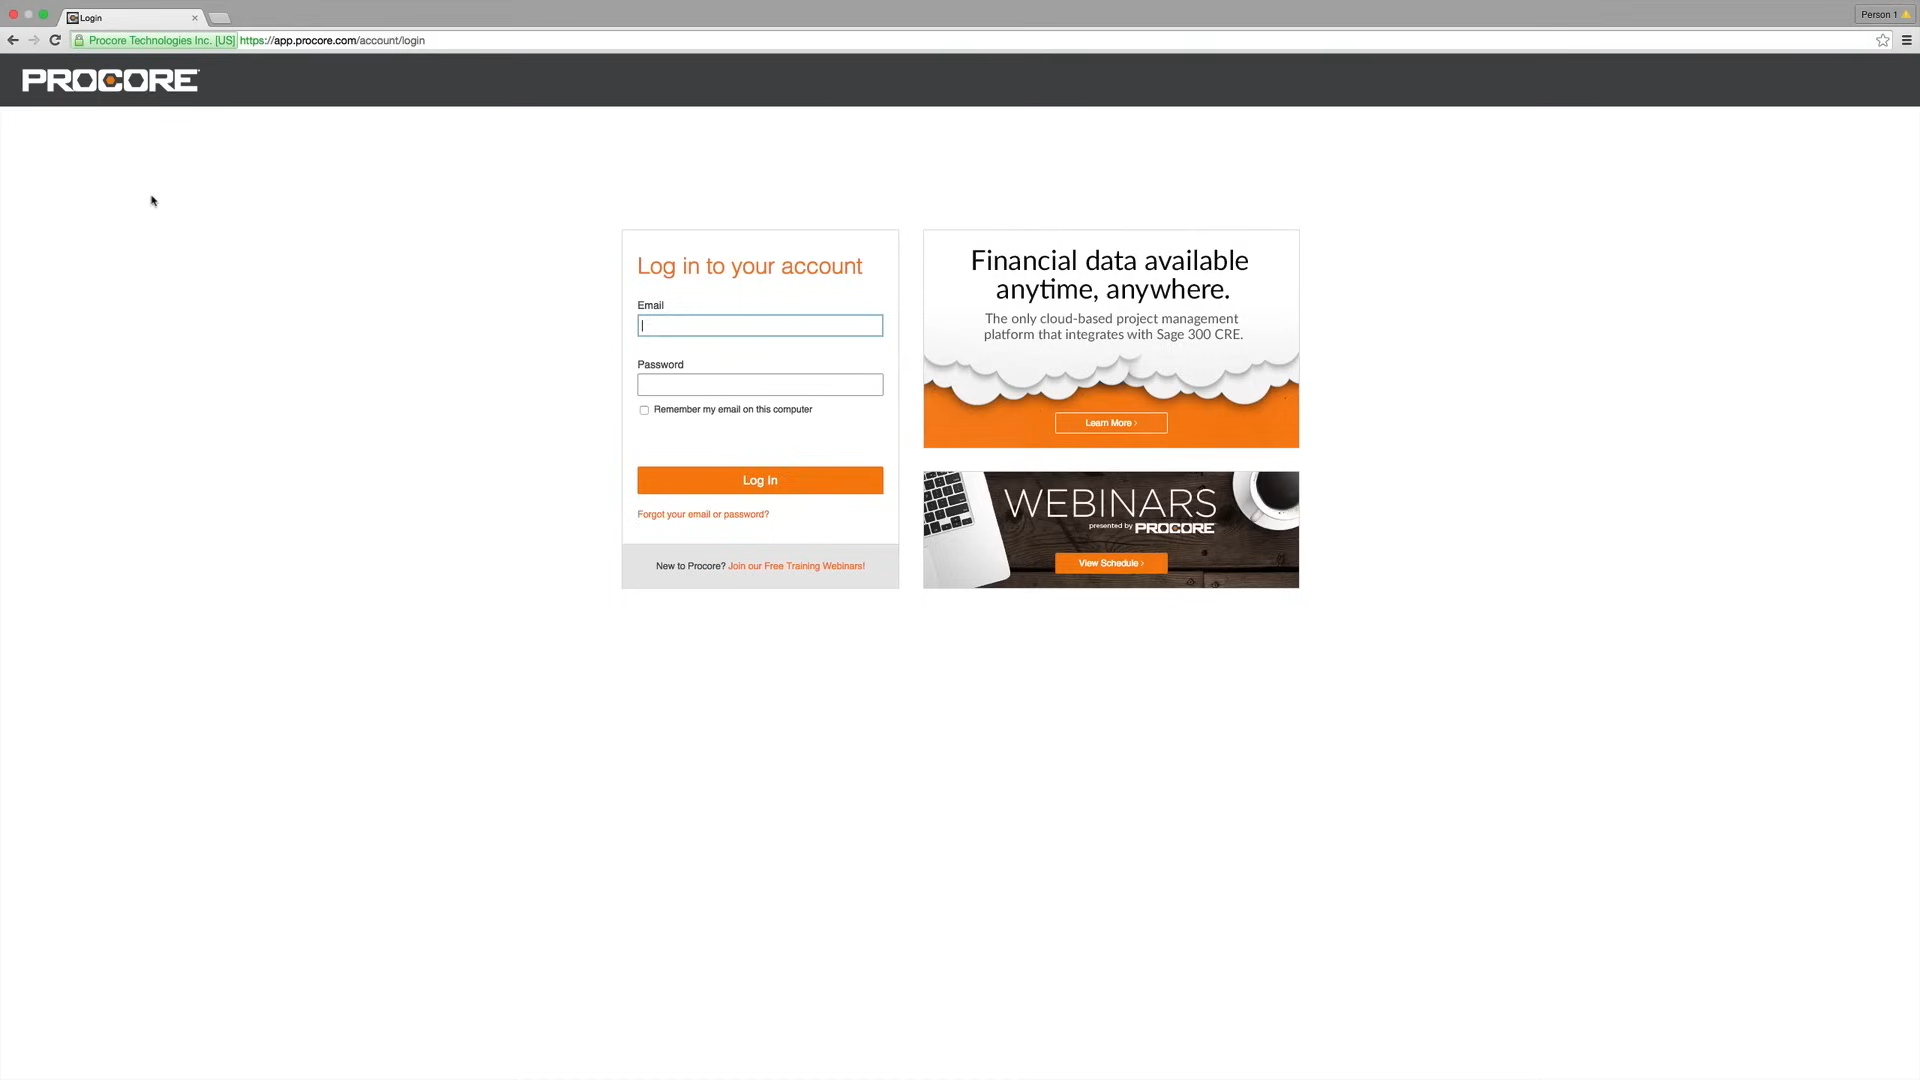 Login
Person 1
Procore Technologies Inc. [US] https://app.procore.com/account/login
PROCORE
Log in to your account
Email
Password
Remember my email on this computer
Log In
Forgot your email or password?
New to Procore? Join our Free Training Webinars!
Financial data available
anytime, anywhere.
The only cloud-based project management
platform that integrates with Sage 300 CRE.
Learn More ›
WEBINARS
presented by PROCORE
View Schedule ›